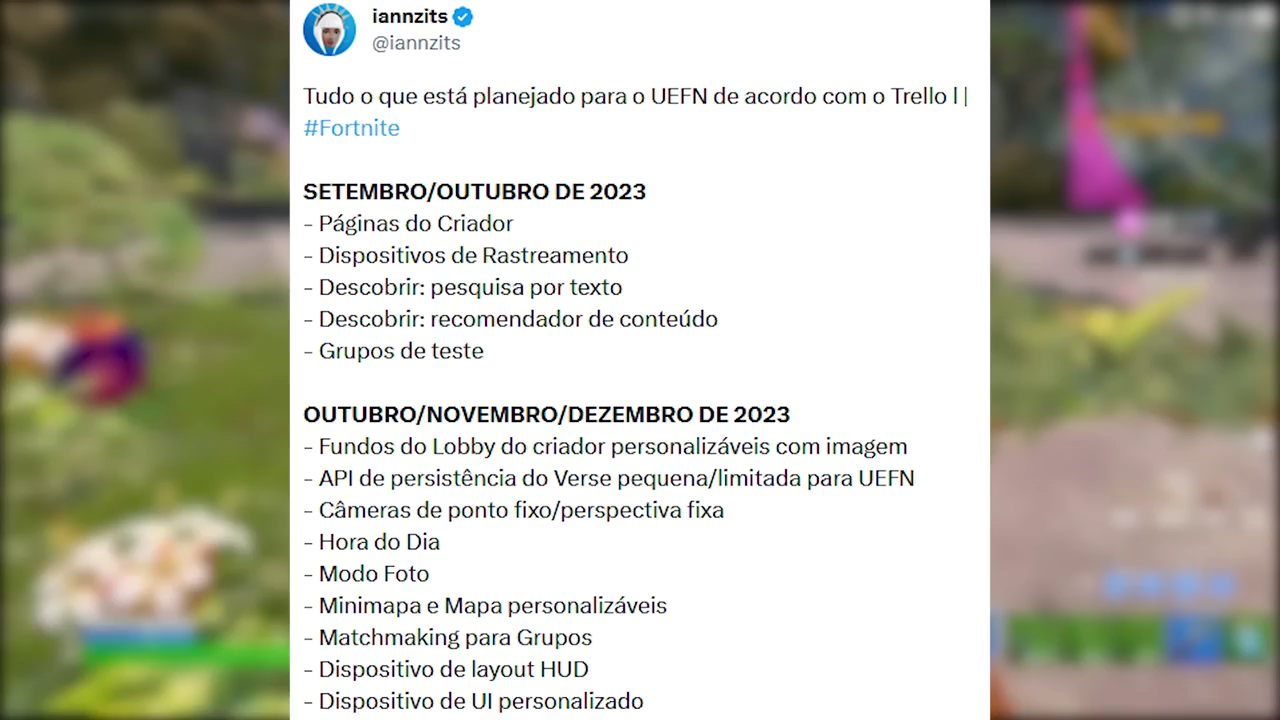 iannzits
@iannzits
Tudo o que está planejado para o UEFN de acordo com o Trello l |
#Fortnite
SETEMBRO/OUTUBRO DE 2023
- Páginas do Criador
- Dispositivos de Rastreamento
- Descobrir: pesquisa por texto
- Descobrir: recomendador de conteúdo
- Grupos de teste
OUTUBRO/NOVEMBRO/DEZEMBRO DE 2023
- Fundos do Lobby do criador personalizáveis com imagem
- API de persistência do Verse pequena/limitada para UEFN
- Câmeras de ponto fixo/perspectiva fixa
- Hora do Dia
- Modo Foto
- Minimapa e Mapa personalizáveis
- Matchmaking para Grupos
- Dispositivo de layout HUD
- Dispositivo de UI personalizado